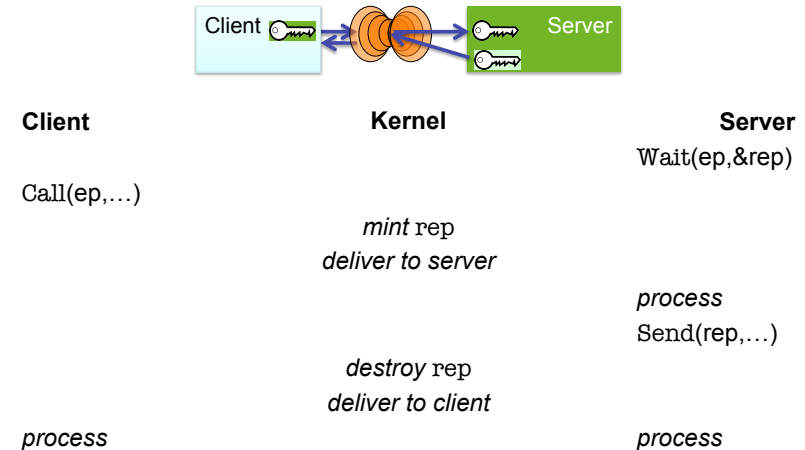 Client Server
Client Kernel Server
Wait(ep,&rep)
Call(ep,…)
mint rep
deliver to server
process
Send(rep,…)
destroy rep
deliver to client
process process